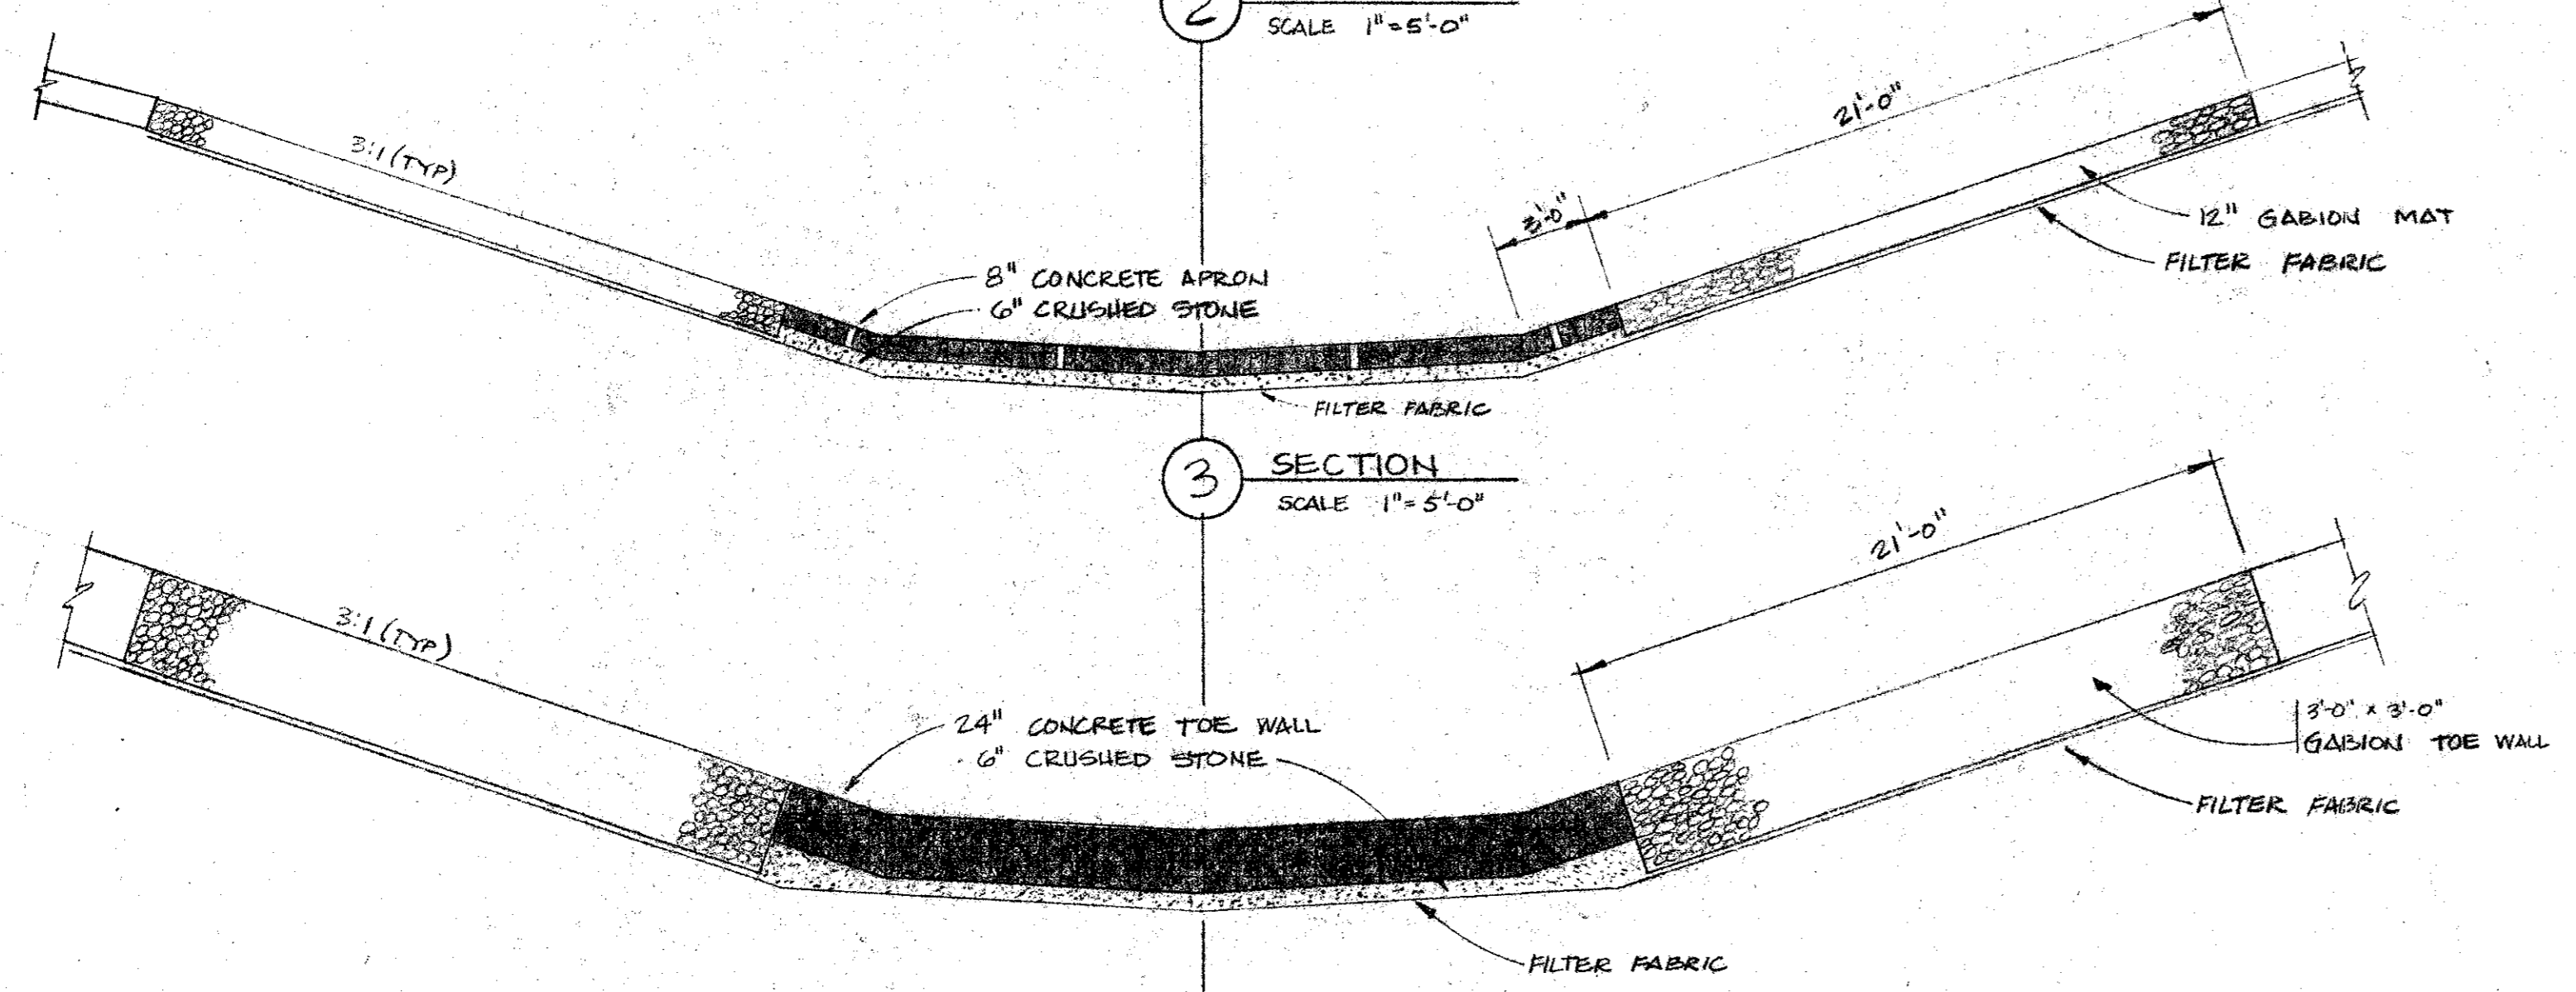 2
SCALE 1"=5'-0"
21'-0"
3:1 (TYP)
3'-0"
12" GABION MAT
FILTER FABRIC
8" CONCRETE APRON
6" CRUSHED STONE
FILTER FABRIC
3
SECTION
SCALE 1"=5'-0"
21'-0"
3:1 (TYP)
24" CONCRETE TOE WALL
6" CRUSHED STONE
3'-0" x 3'-0"
GABION TOE WALL
FILTER FABRIC
FILTER FABRIC